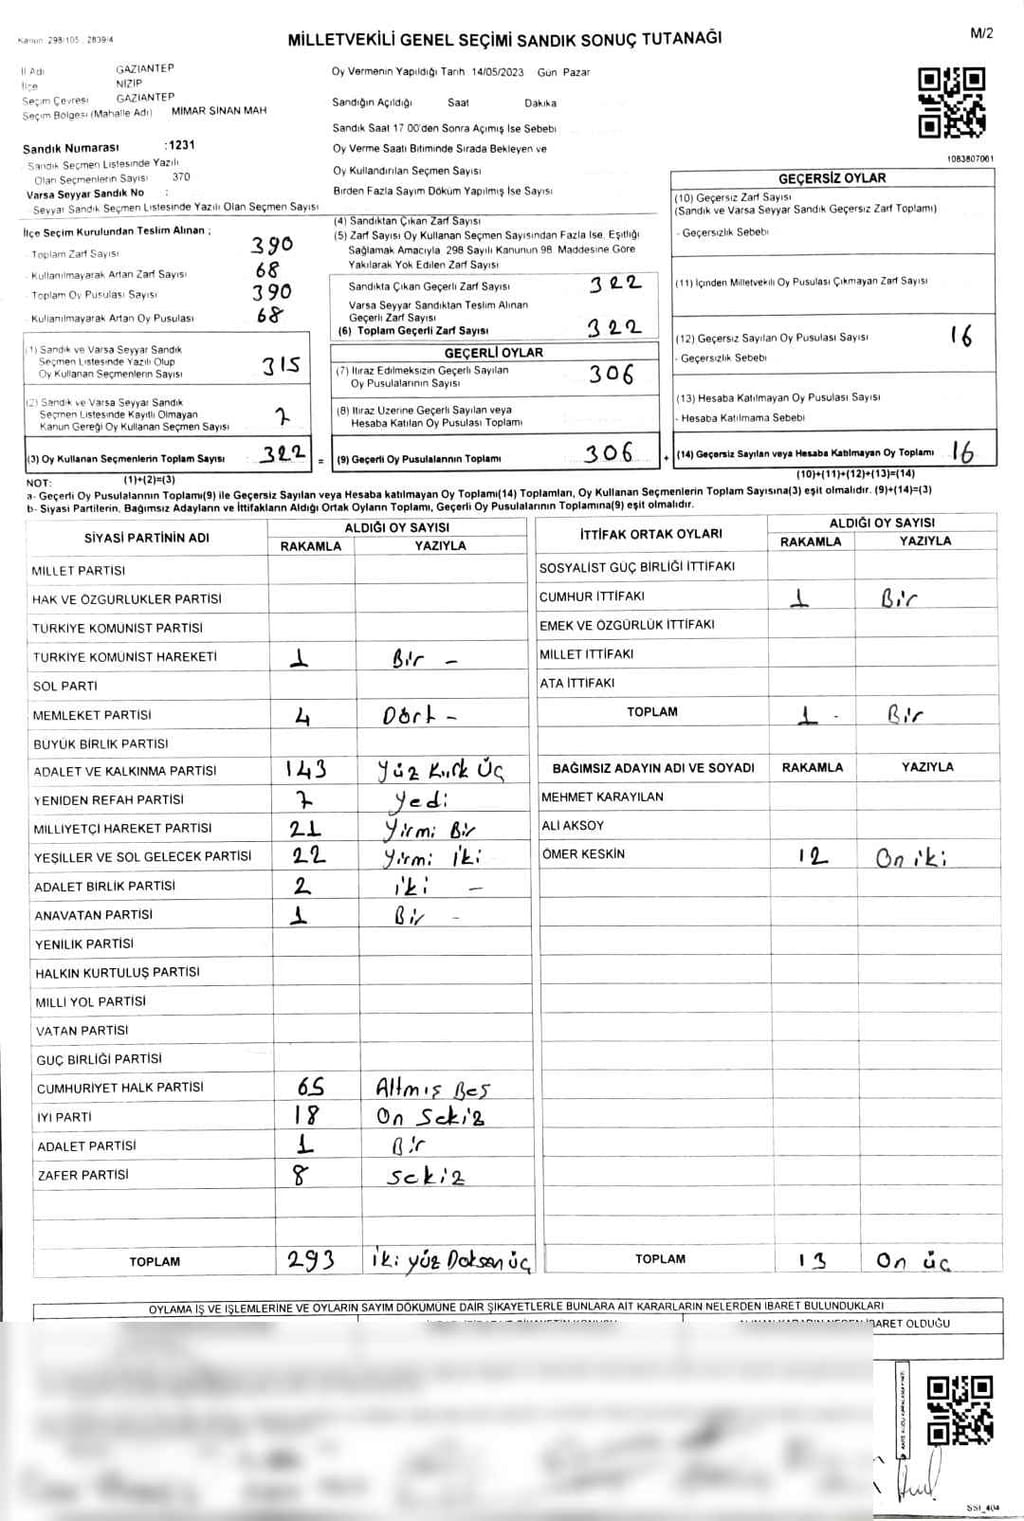 Kanun 298/105, 2839/4
MİLLETVEKİLİ GENEL SEÇİMİ SANDIK SONUÇ TUTANAĞI
M/2
İl Adı GAZİANTEP
İlçe NİZİP
Seçim Çevresi GAZİANTEP
Seçim Bölgesi (Mahalle Adı) MİMAR SİNAN MAH
Sandık Numarası :1231
- Sandık Seçmen Listesinde Yazılı
Olan Seçmenlerin Sayısı 370
Varsa Seyyar Sandık No :
- Seyyar Sandık Seçmen Listesinde Yazılı Olan Seçmen Sayısı
İlçe Seçim Kurulundan Teslim Alınan ;
- Toplam Zarf Sayısı 390
- Kullanılmayarak Artan Zarf Sayısı 68
- Toplam Oy Pusulası Sayısı 390
- Kullanılmayarak Artan Oy Pusulası 68
(1) Sandık ve Varsa Seyyar Sandık
Seçmen Listesinde Yazılı Olup
Oy Kullanan Seçmenlerin Sayısı 315
(2) Sandık ve Varsa Seyyar Sandık
Seçmen Listesinde Kayıtlı Olmayan
Kanun Gereği Oy Kullanan Seçmen Sayısı 7
(3) Oy Kullanan Seçmenlerin Toplam Sayısı 322 =
(1)+(2)=(3)
Oy Vermenin Yapıldığı Tarih 14/05/2023 Gün Pazar
Sandığın Açıldığı Saat Dakika
Sandık Saat 17 00'den Sonra Açımış İse Sebebi
Oy Verme Saati Bitiminde Sırada Bekleyen ve
Oy Kullandırılan Seçmen Sayısı
Birden Fazla Sayım Döküm Yapılmış İse Sayısı
(4) Sandıktan Çıkan Zarf Sayısı
(5) Zarf Sayısı Oy Kullanan Seçmen Sayısından Fazla İse, Eşitliği
Sağlamak Amacıyla 298 Sayılı Kanunun 98. Maddesine Göre
Yakılarak Yok Edilen Zarf Sayısı
Sandıkta Çıkan Geçerli Zarf Sayısı 322
Varsa Seyyar Sandıktan Teslim Alınan
Geçerli Zarf Sayısı
(6) Toplam Geçerli Zarf Sayısı 322
GEÇERLİ OYLAR
(7) İtiraz Edilmeksizin Geçerli Sayılan
Oy Pusulalarının Sayısı 306
(8) İtiraz Üzerine Geçerli Sayılan veya
Hesaba Katılan Oy Pusulası Toplamı
(9) Geçerli Oy Pusulalarının Toplamı 306 +
1083807061
GEÇERSİZ OYLAR
(10) Geçersiz Zarf Sayısı
(Sandık ve Varsa Seyyar Sandık Geçersiz Zarf Toplamı)
- Geçersizlik Sebebi
(11) İçinden Milletvekili Oy Pusulası Çıkmayan Zarf Sayısı
(12) Geçersiz Sayılan Oy Pusulası Sayısı 16
- Geçersizlik Sebebi
(13) Hesaba Katılmayan Oy Pusulası Sayısı
- Hesaba Katılmama Sebebi
(14) Geçersiz Sayılan veya Hesaba Katılmayan Oy Toplamı 16
(10)+(11)+(12)+(13)=(14)
NOT:
a- Geçerli Oy Pusulalarının Toplamı(9) ile Geçersiz Sayılan veya Hesaba katılmayan Oy Toplamı(14) Toplamları, Oy Kullanan Seçmenlerin Toplam Sayısına(3) eşit olmalıdır. (9)+(14)=(3)
b- Siyasi Partilerin, Bağımsız Adayların ve İttifakların Aldığı Ortak Oyların Toplamı, Geçerli Oy Pusulalarının Toplamına(9) eşit olmalıdır.
SİYASİ PARTİNİN ADI ALDIĞI OY SAYISI
RAKAMLA YAZIYLA
MİLLET PARTİSİ
HAK VE ÖZGÜRLÜKLER PARTİSİ
TÜRKİYE KOMÜNİST PARTİSİ
TÜRKİYE KOMÜNİST HAREKETİ 1 Bir -
SOL PARTİ
MEMLEKET PARTİSİ 4 Dört -
BÜYÜK BİRLİK PARTİSİ
ADALET VE KALKINMA PARTİSİ 143 Yüz Kırk Üç
YENİDEN REFAH PARTİSİ 7 Yedi
MİLLİYETÇİ HAREKET PARTİSİ 21 Yirmi Bir
YEŞİLLER VE SOL GELECEK PARTİSİ 22 Yirmi iki
ADALET BİRLİK PARTİSİ 2 iki -
ANAVATAN PARTİSİ 1 Bir -
YENİLİK PARTİSİ
HALKIN KURTULUŞ PARTİSİ
MİLLİ YOL PARTİSİ
VATAN PARTİSİ
GÜÇ BİRLİĞİ PARTİSİ
CUMHURİYET HALK PARTİSİ 65 Altmış Beş
İYİ PARTİ 18 On Sekiz
ADALET PARTİSİ 1 Bir
ZAFER PARTİSİ 8 Sekiz
TOPLAM 293 iki yüz Doksan üç
İTTİFAK ORTAK OYLARI ALDIĞI OY SAYISI
RAKAMLA YAZIYLA
SOSYALİST GÜÇ BİRLİĞİ İTTİFAKI
CUMHUR İTTİFAKI 1 Bir
EMEK VE ÖZGÜRLÜK İTTİFAKI
MİLLET İTTİFAKI
ATA İTTİFAKI
TOPLAM 1 - Bir
BAĞIMSIZ ADAYIN ADI VE SOYADI RAKAMLA YAZIYLA
MEHMET KARAYILAN
ALİ AKSOY
ÖMER KESKİN 12 On iki
TOPLAM 13 On üç
OYLAMA İŞ VE İŞLEMLERİNE VE OYLARIN SAYIM DÖKÜMÜNE DAİR ŞİKAYETLERLE BUNLARA AİT KARARLARIN NELERDEN İBARET BULUNDUKLARI
İBARET OLDUĞU
SSİ_404